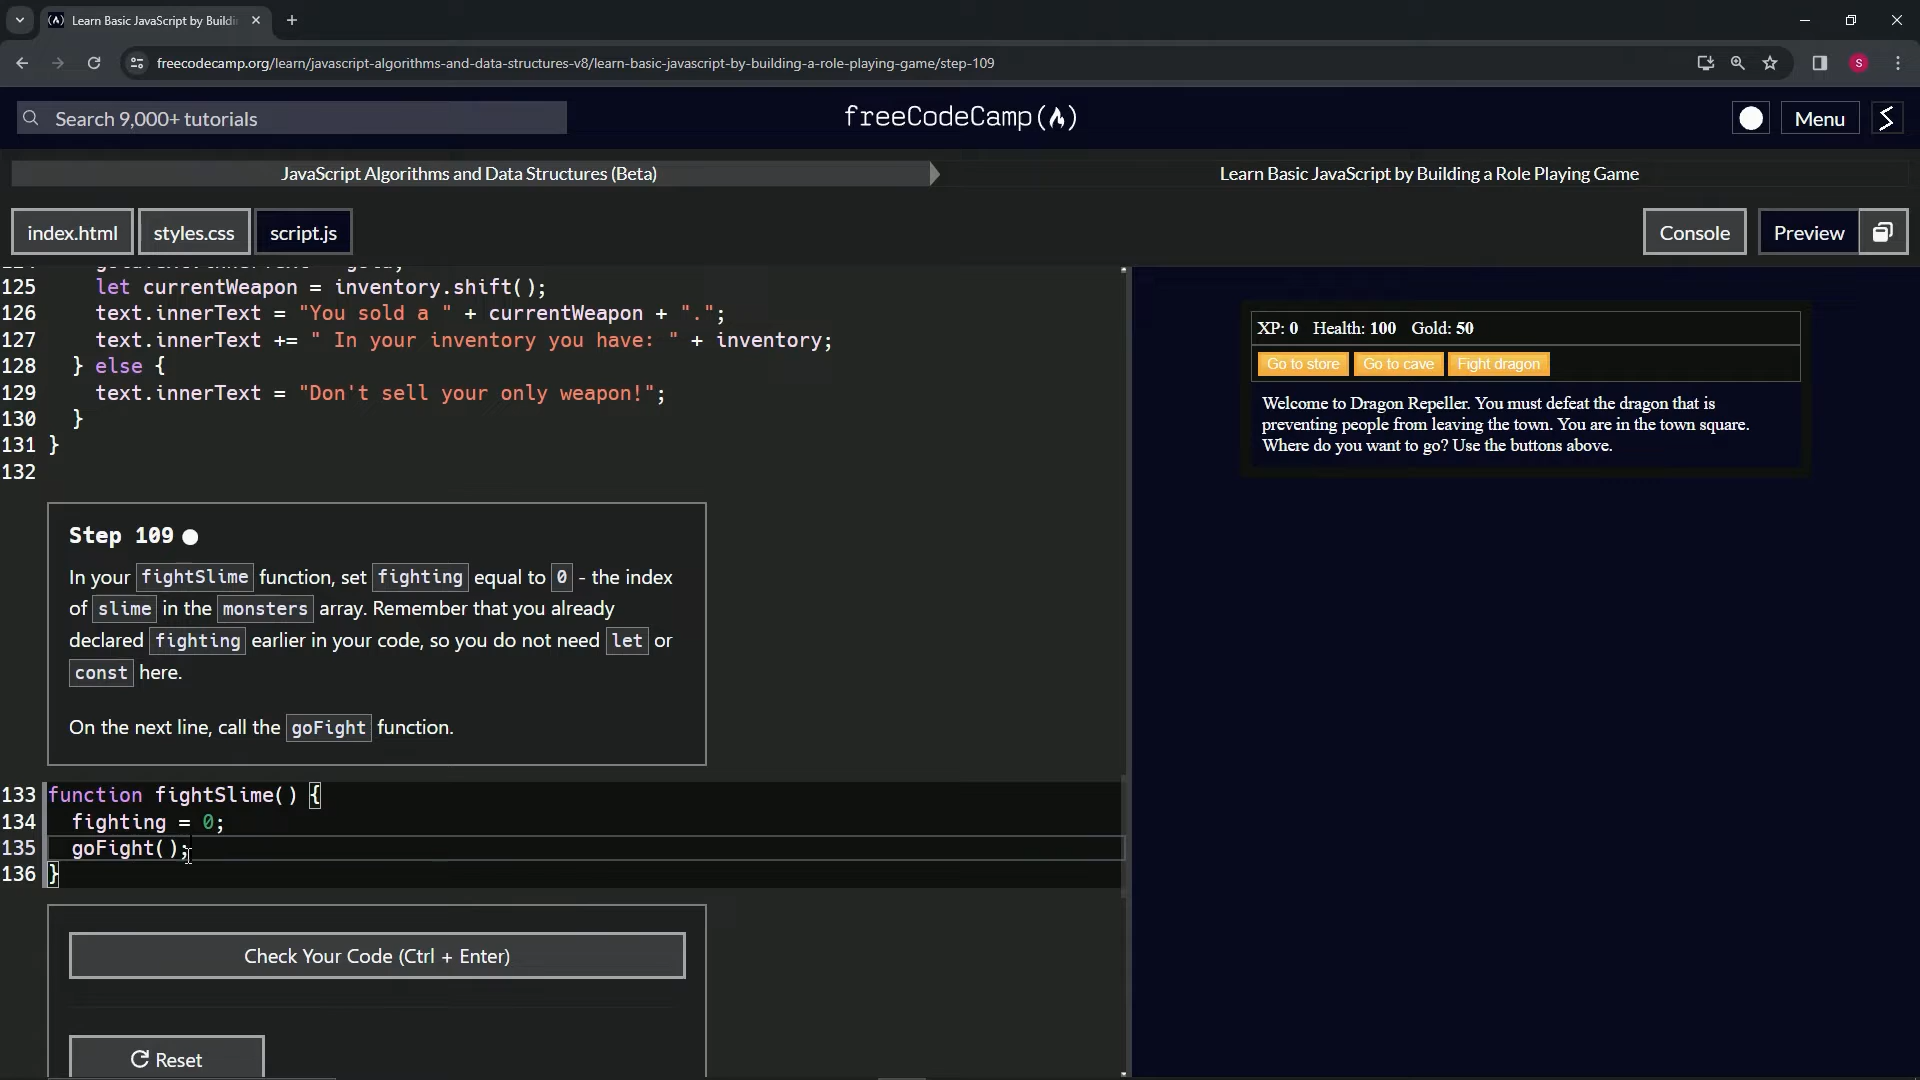 Learn Basic JavaScript by Buildi
freecodecamp.org/learn/javascript-algorithms-and-data-structures-v8/learn-basic-javascript-by-building-a-role-playing-game/step-109
S
Search 9,000+ tutorials
freeCodeCamp
Menu
JavaScript Algorithms and Data Structures (Beta)
Learn Basic JavaScript by Building a Role Playing Game
index.html
styles.css
script.js
Console
Preview
125 let currentWeapon = inventory.shift();
126 text.innerText = "You sold a " + currentWeapon + ".";
127 text.innerText += " In your inventory you have: " + inventory;
128 } else {
129 text.innerText = "Don't sell your only weapon!";
130 }
131 }
132
Step 109
In your fightSlime function, set fighting equal to 0 - the index
of slime in the monsters array. Remember that you already
declared fighting earlier in your code, so you do not need let or
const here.
On the next line, call the goFight function.
133 function fightSlime() {
134 fighting = 0;
135 goFight();
136 }
Check Your Code (Ctrl + Enter)
Reset
XP: 0 Health: 100 Gold: 50
Go to store
Go to cave
Fight dragon
Welcome to Dragon Repeller. You must defeat the dragon that is
preventing people from leaving the town. You are in the town square.
Where do you want to go? Use the buttons above.